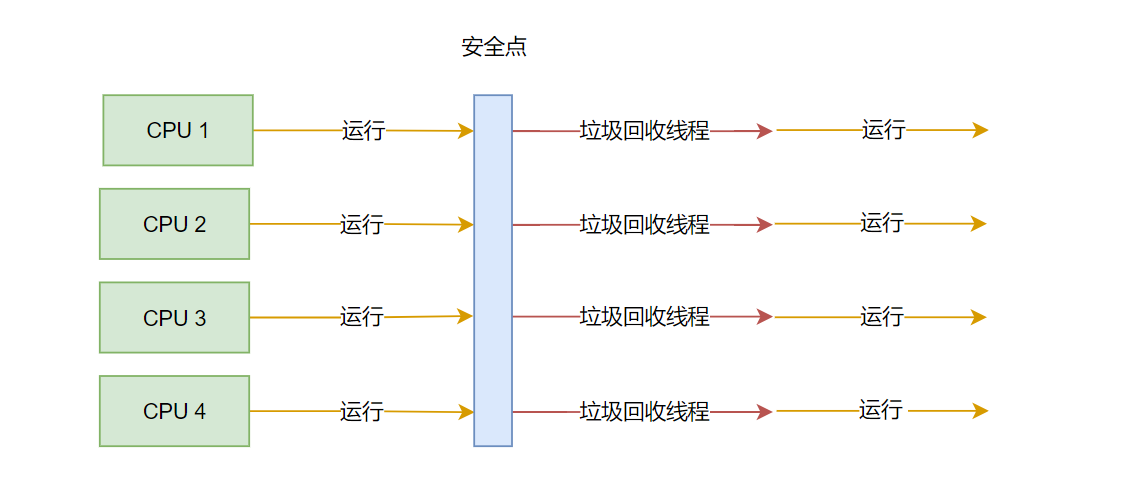 安全点
CPU 1 运行 垃圾回收线程 运行
CPU 2 运行 垃圾回收线程 运行
CPU 3 运行 垃圾回收线程 运行
CPU 4 运行 垃圾回收线程 运行